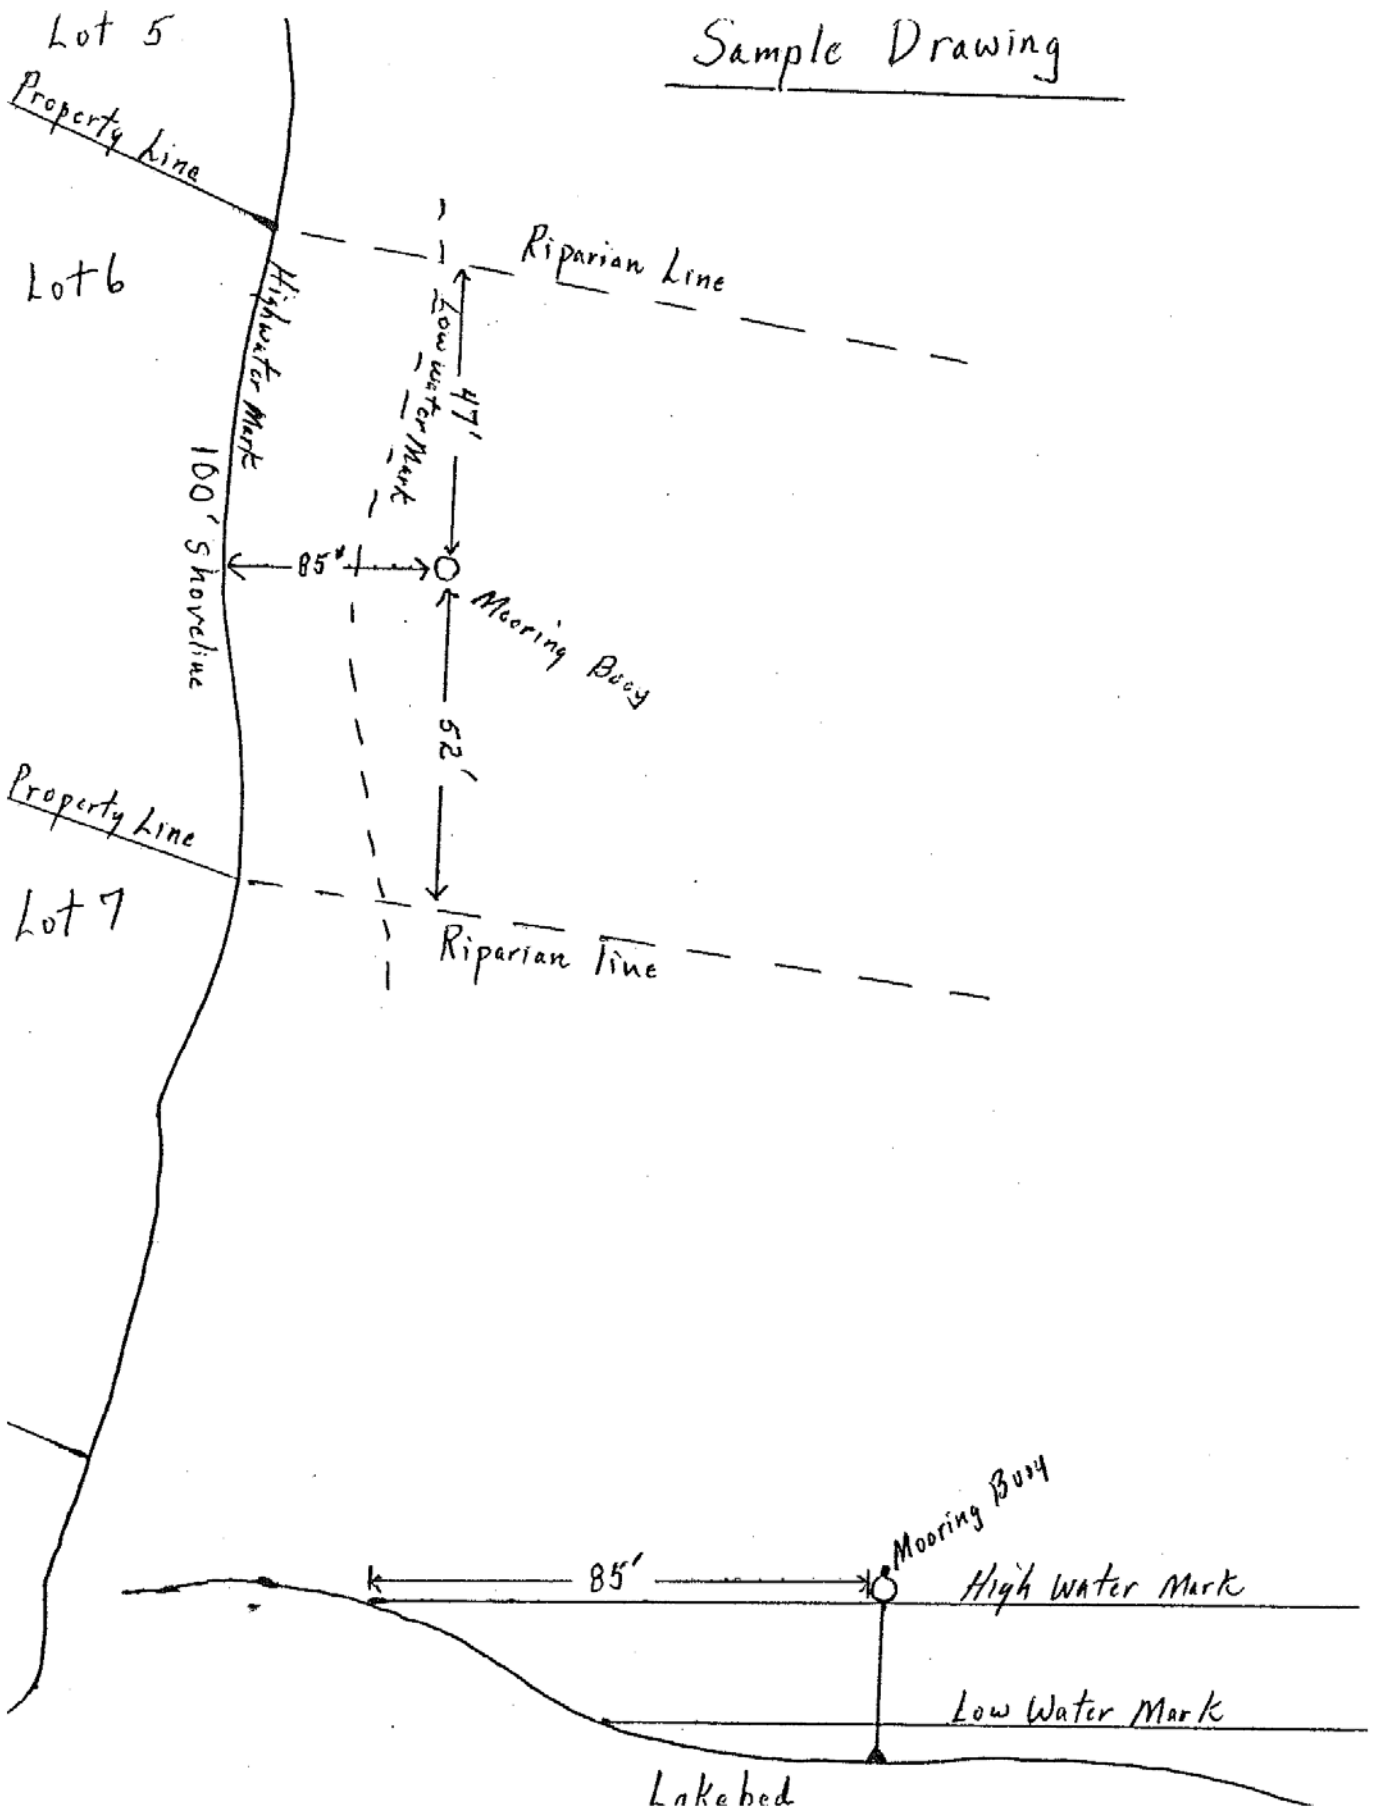 Lot 5
Sample Drawing
Property Line
Riparian Line
Lot 6
Highwater Mark
Low water Mark
47'
100' Shoreline
85'
Mooring Buoy
52'
Property Line
Lot 7
Riparian line
Mooring Buoy
85'
High Water Mark
Low Water Mark
Lakebed